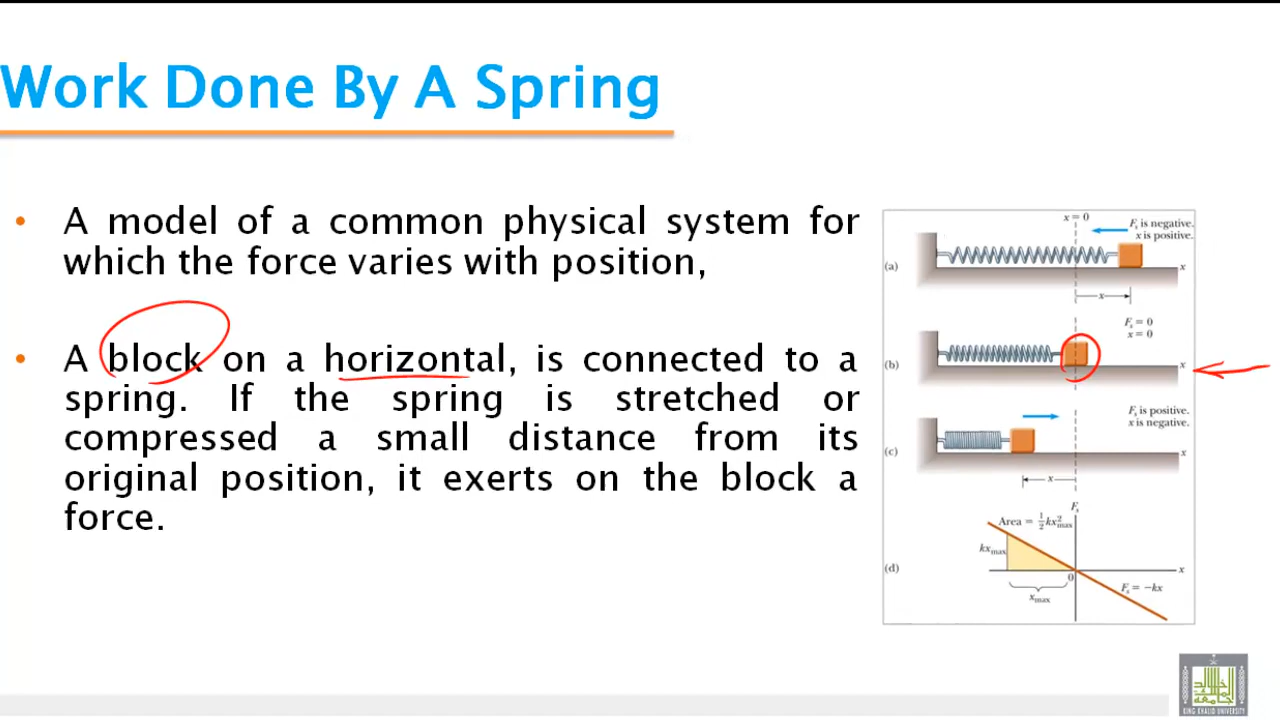 Work Done By A Spring
• A model of a common physical system for
which the force varies with position,
• A block on a horizontal, is connected to a
spring. If the spring is stretched or
compressed a small distance from its
original position, it exerts on the block a
force.
x = 0
Fs is negative.
x is positive.
(a)
x
x
Fs = 0
x = 0
(b)
x
Fs is positive.
x is negative.
(c)
x
x
Fs
Area = ½kx²max
kxmax
(d)
0
x
Fs = −kx
xmax
KING KHALID UNIVERSITY